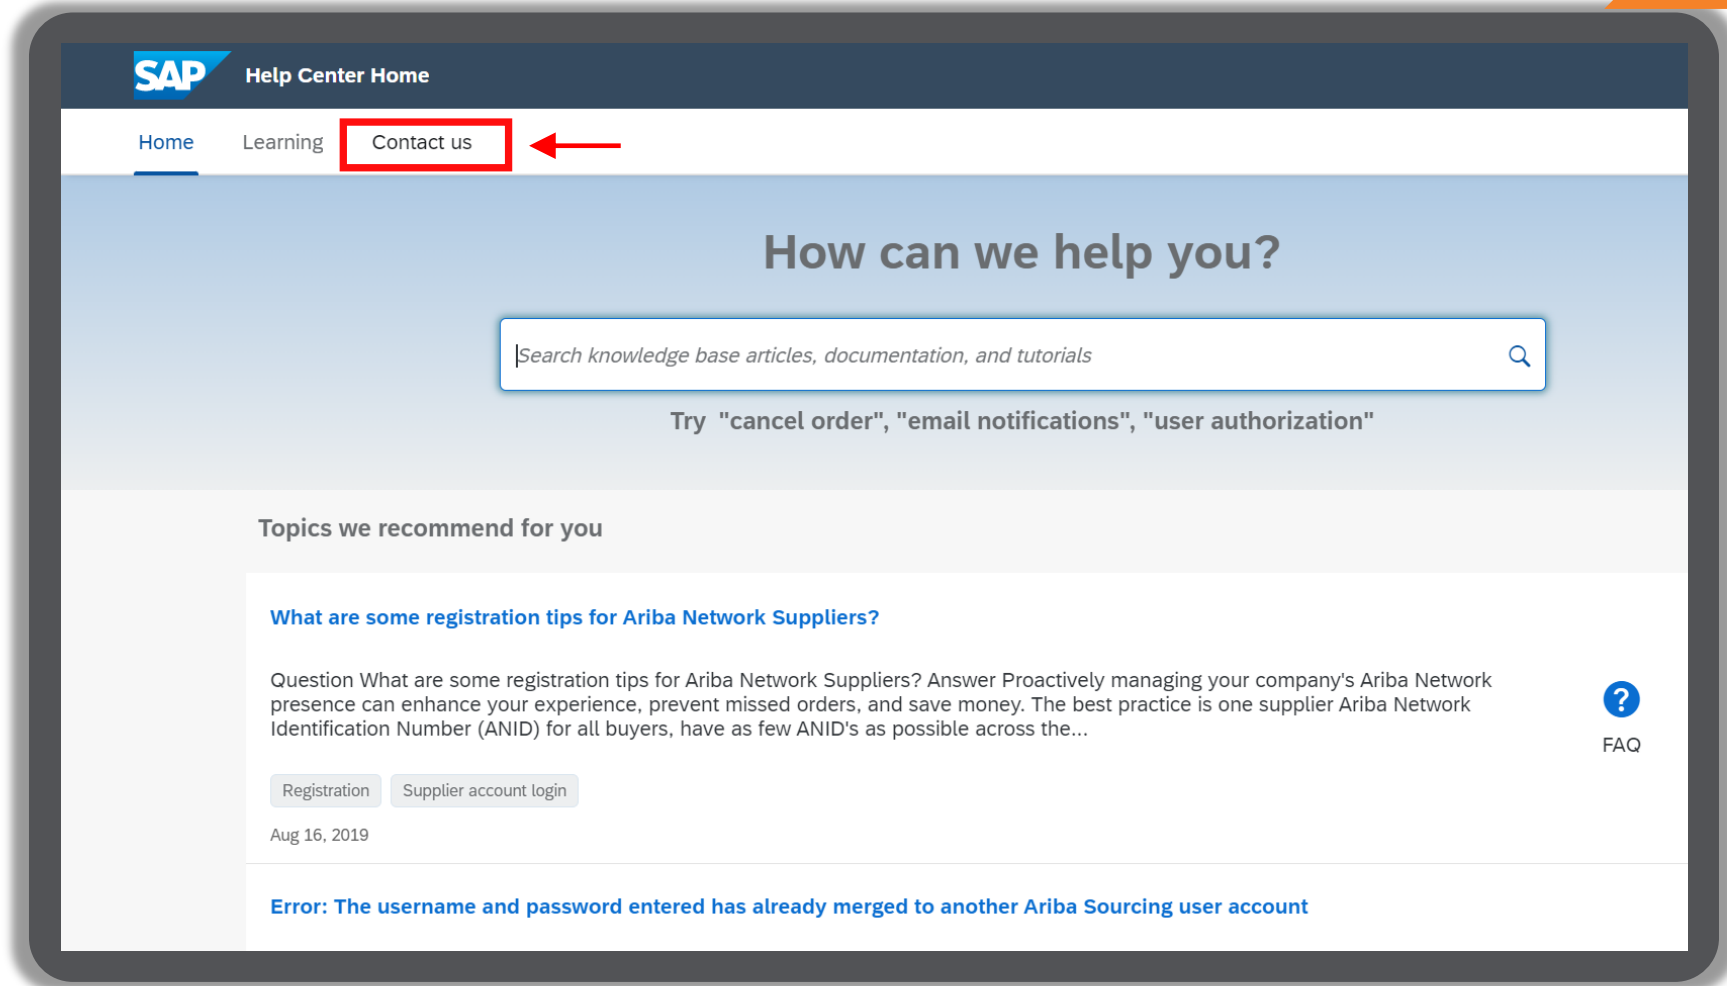 SAP Help Center Home
Home Learning Contact us
How can we help you?
Search knowledge base articles, documentation, and tutorials
Try "cancel order", "email notifications", "user authorization"
Topics we recommend for you
What are some registration tips for Ariba Network Suppliers?
Question What are some registration tips for Ariba Network Suppliers? Answer Proactively managing your company's Ariba Network
presence can enhance your experience, prevent missed orders, and save money. The best practice is one supplier Ariba Network
Identification Number (ANID) for all buyers, have as few ANID's as possible across the...
?
FAQ
Registration Supplier account login
Aug 16, 2019
Error: The username and password entered has already merged to another Ariba Sourcing user account